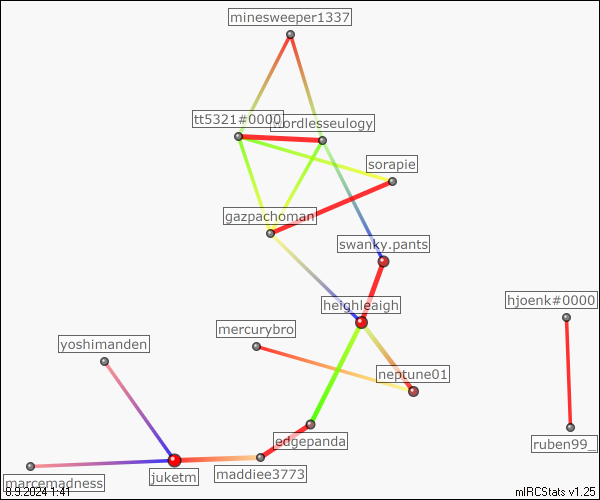 minesweeper1337
tt5321#0000
wordlesseulogy
sorapie
gazpachoman
swanky.pants
hjoenk#0000
heighleaigh
mercurybro
yoshimanden
neptune01
edgepanda
ruben99_
maddiee3773
juketm
marcemadness
8.9.2024 1:41
mIRCStats v1.25